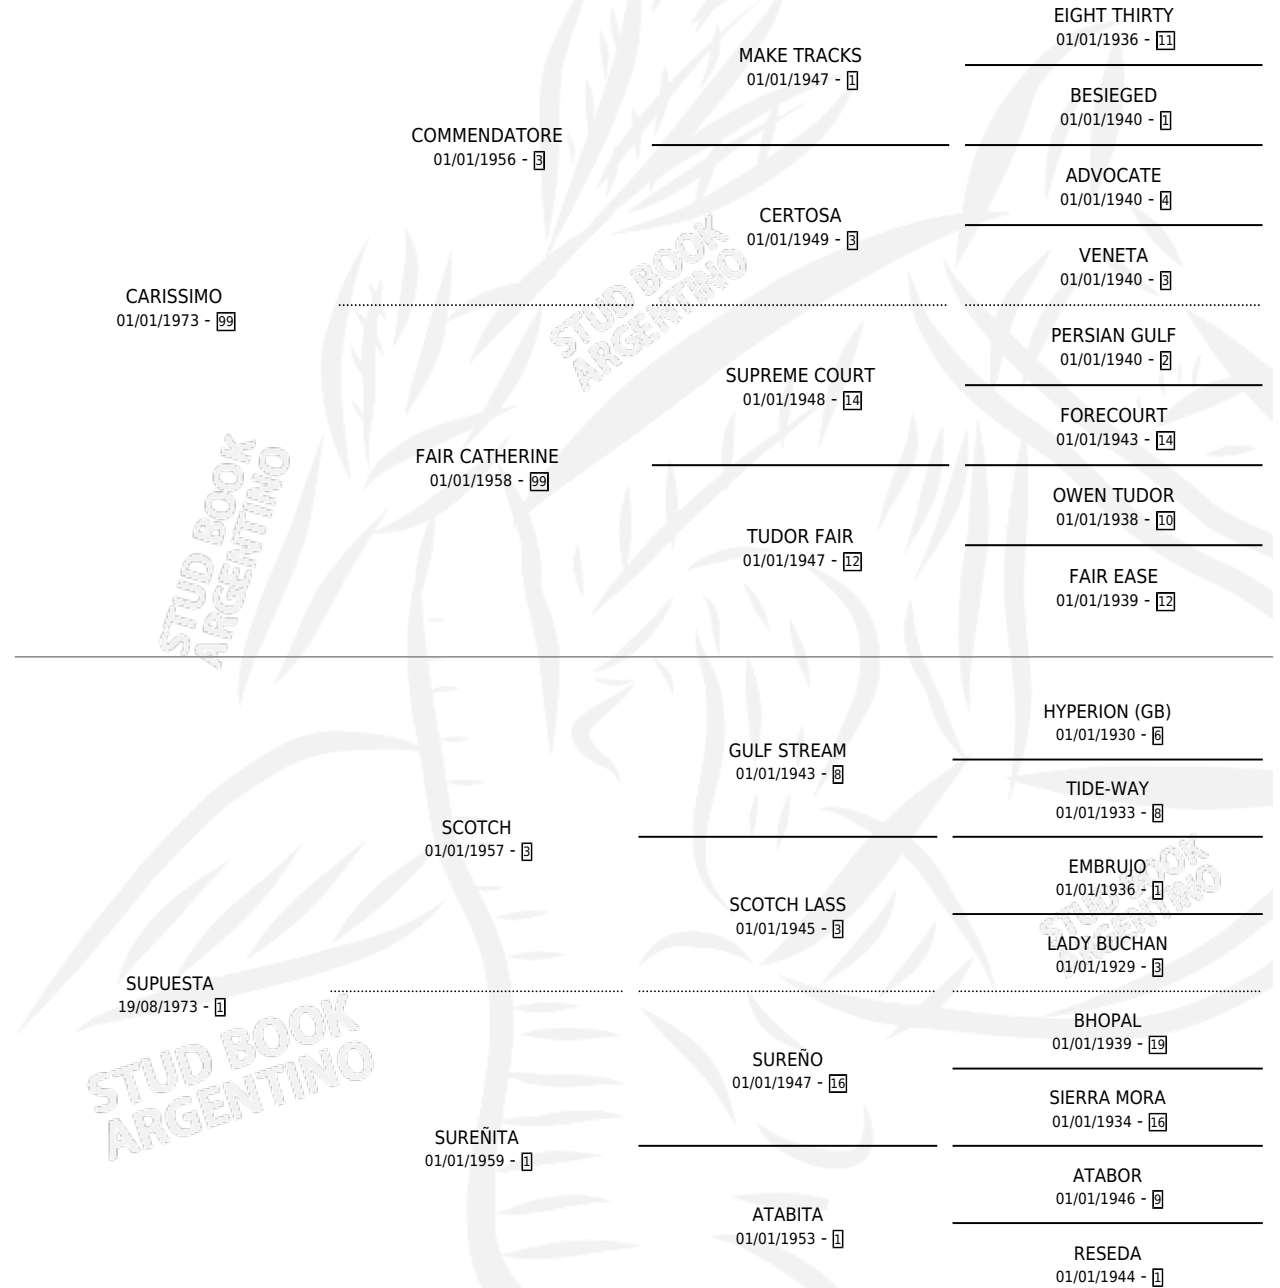 EIGHT THIRTY
01/01/1936 - 11
MAKE TRACKS
01/01/1947 - 1
BESIEGED
01/01/1940 - 1
COMMENDATORE
01/01/1956 - 3
ADVOCATE
01/01/1940 - 4
CERTOSA
01/01/1949 - 3
VENETA
01/01/1940 - 3
CARISSIMO
01/01/1973 - 99
PERSIAN GULF
01/01/1940 - 2
SUPREME COURT
01/01/1948 - 14
FORECOURT
01/01/1943 - 14
FAIR CATHERINE
01/01/1958 - 99
OWEN TUDOR
01/01/1938 - 10
TUDOR FAIR
01/01/1947 - 12
FAIR EASE
01/01/1939 - 12
STUD BOOK
ARGENTINO
STUD BOOK
ARGENTINO
HYPERION (GB)
01/01/1930 - 6
GULF STREAM
01/01/1943 - 8
TIDE-WAY
01/01/1933 - 8
SCOTCH
01/01/1957 - 3
EMBRUJO
01/01/1936 - 1
SCOTCH LASS
01/01/1945 - 3
LADY BUCHAN
01/01/1929 - 3
STUD BOOK
ARGENTINO
SUPUESTA
19/08/1973 - 1
BHOPAL
01/01/1939 - 19
SUREÑO
01/01/1947 - 16
SIERRA MORA
01/01/1934 - 16
SUREÑITA
01/01/1959 - 1
ATABOR
01/01/1946 - 9
ATABITA
01/01/1953 - 1
RESEDA
01/01/1944 - 1
STUD BOOK
ARGENTINO